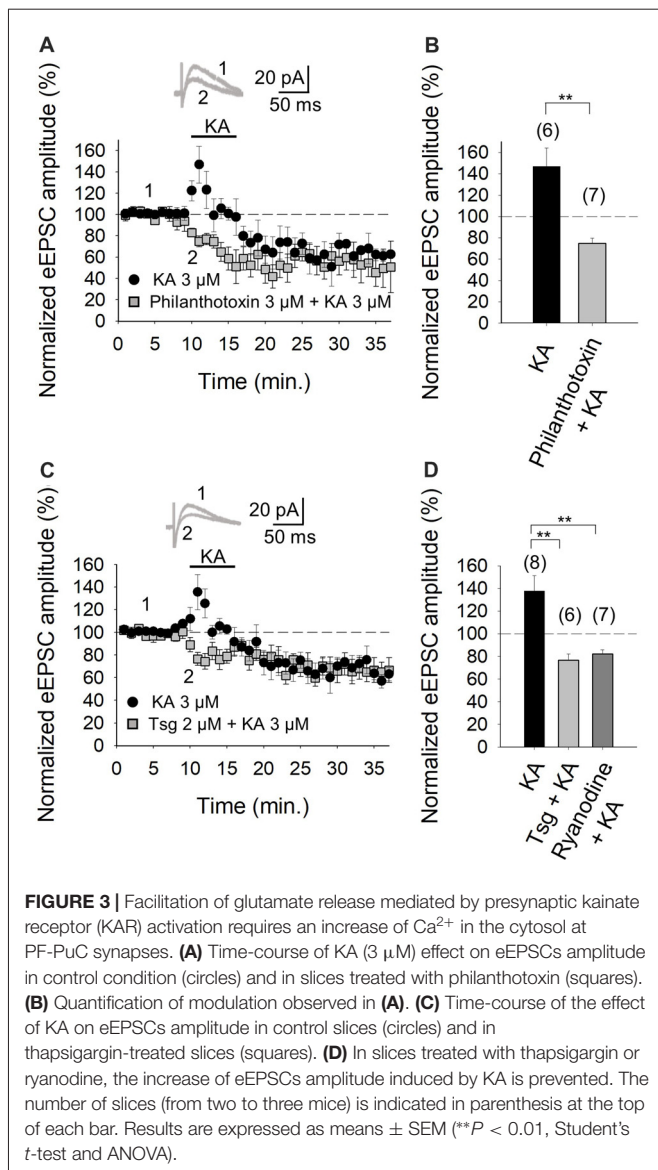 A
1
2
20 pA
50 ms
KA
Normalized eEPSC amplitude (%)
160
140
120
100
80
60
40
20
0
1
2
KA 3 μM
Philanthotoxin 3 μM + KA 3 μM
0 5 10 15 20 25 30 35
Time (min.)
B
**
(6)
(7)
Normalized eEPSC amplitude (%)
160
140
120
100
80
60
40
20
0
KA
Philanthotoxin
+ KA
C
1
2
20 pA
50 ms
KA
Normalized eEPSC amplitude (%)
160
140
120
100
80
60
40
20
0
1
2
KA 3 μM
Tsg 2 μM + KA 3 μM
0 5 10 15 20 25 30 35
Time (min.)
D
**
**
(8)
(6)
(7)
Normalized eEPSC amplitude (%)
160
140
120
100
80
60
40
20
0
KA
Tsg + KA
Ryanodine
+ KA
FIGURE 3 | Facilitation of glutamate release mediated by presynaptic kainate
receptor (KAR) activation requires an increase of Ca2+ in the cytosol at
PF-PuC synapses. (A) Time-course of KA (3 μM) effect on eEPSCs amplitude
in control condition (circles) and in slices treated with philanthotoxin (squares).
(B) Quantification of modulation observed in (A). (C) Time-course of the effect
of KA on eEPSCs amplitude in control slices (circles) and in
thapsigargin-treated slices (squares). (D) In slices treated with thapsigargin or
ryanodine, the increase of eEPSCs amplitude induced by KA is prevented. The
number of slices (from two to three mice) is indicated in parenthesis at the top
of each bar. Results are expressed as means ± SEM (**P < 0.01, Student's
t-test and ANOVA).